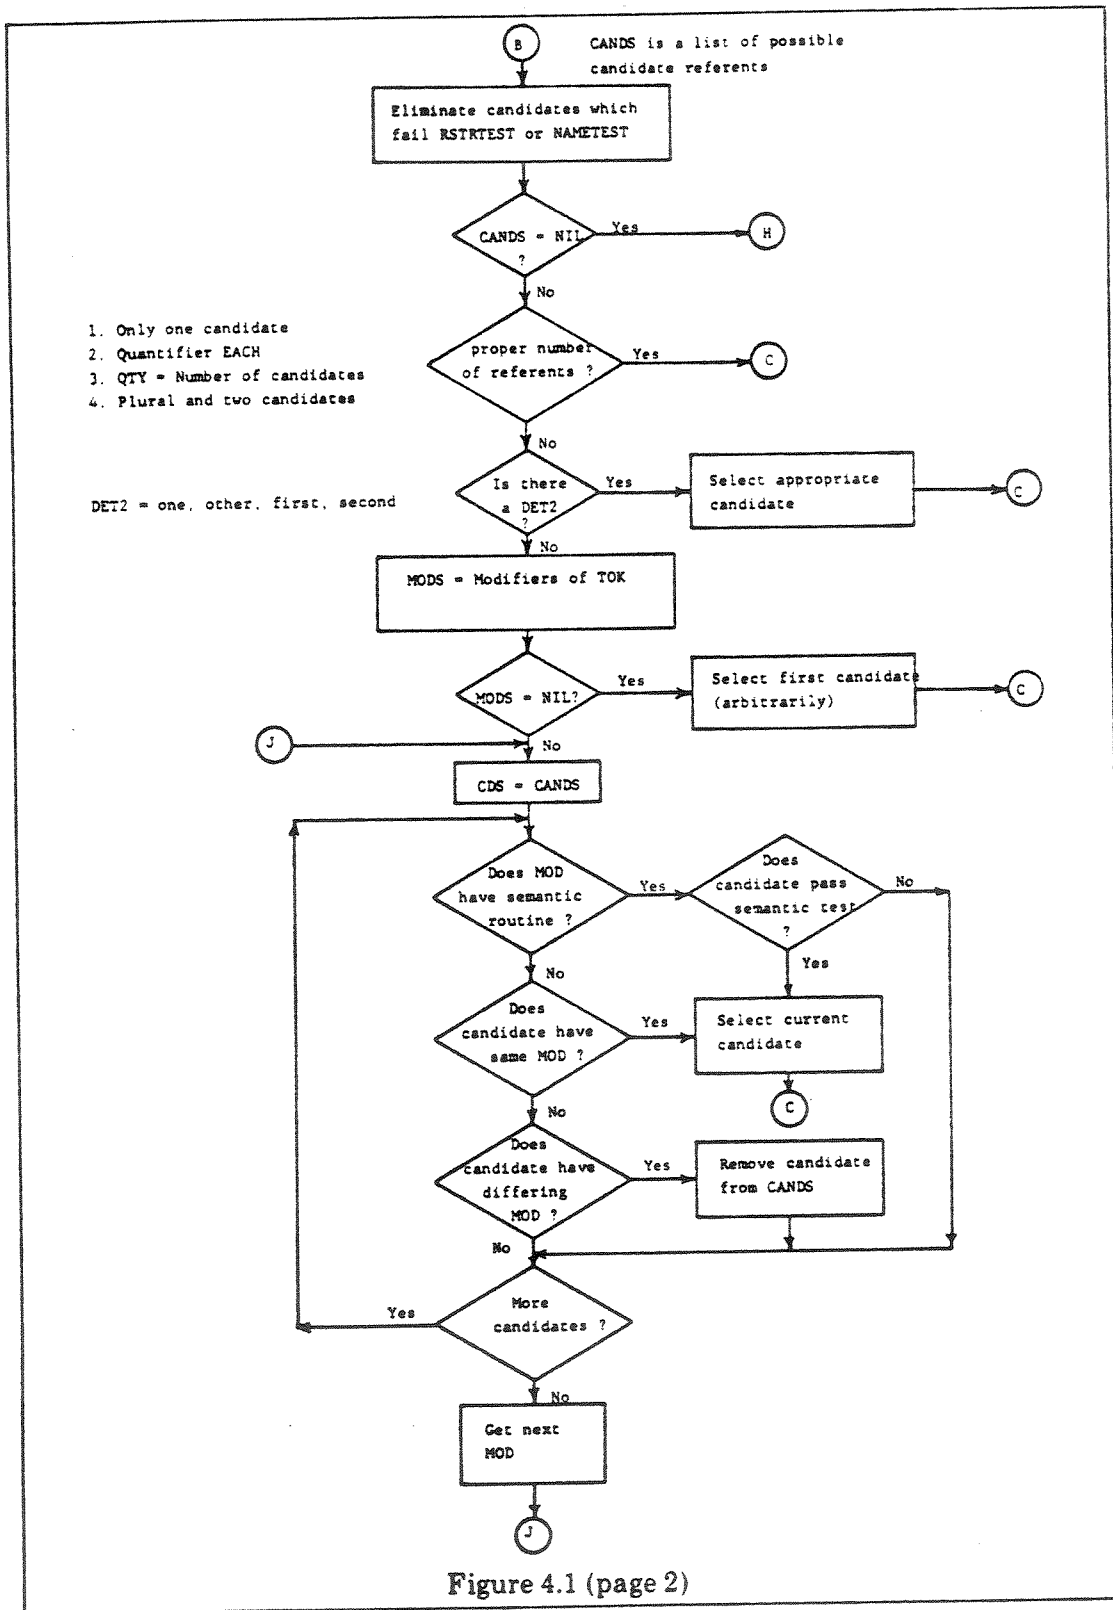 B
CANDS is a list of possible
candidate referents
Eliminate candidates which
fail RSTRTEST or NAMETEST
CANDS = NIL
?
Yes
H
No
1. Only one candidate
2. Quantifier EACH
3. QTY = Number of candidates
4. Plural and two candidates
proper number
of referents ?
Yes
C
No
DET2 = one, other, first, second
Is there
a DET2
?
Yes
Select appropriate
candidate
C
No
MODS = Modifiers of TOK
MODS = NIL?
Yes
Select first candidate
(arbitrarily)
C
J
No
CDS = CANDS
Does MOD
have semantic
routine ?
Yes
Does
candidate pass
semantic test
?
No
Yes
No
Does
candidate have
same MOD ?
Yes
Select current
candidate
C
No
Does
candidate have
differing
MOD ?
Yes
Remove candidate
from CANDS
No
More
candidates ?
Yes
No
Get next
MOD
J
Figure 4.1 (page 2)